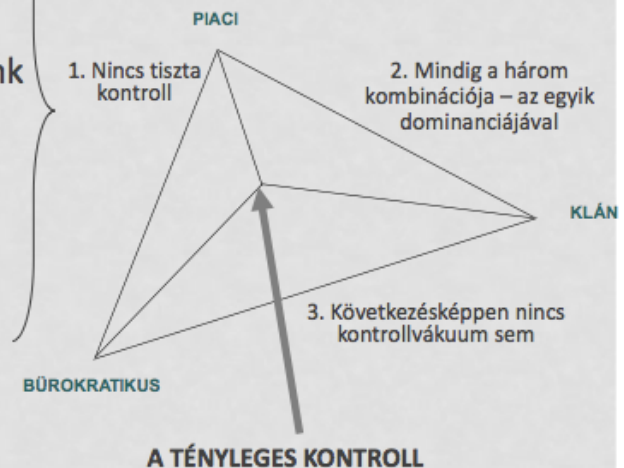 PIACI
nk
1. Nincs tiszta
kontroll
2. Mindig a három
kombinációja – az egyik
dominanciájával
KLÁN
3. Következésképpen nincs
kontrollvákuum sem
BÜROKRATIKUS
A TÉNYLEGES KONTROLL